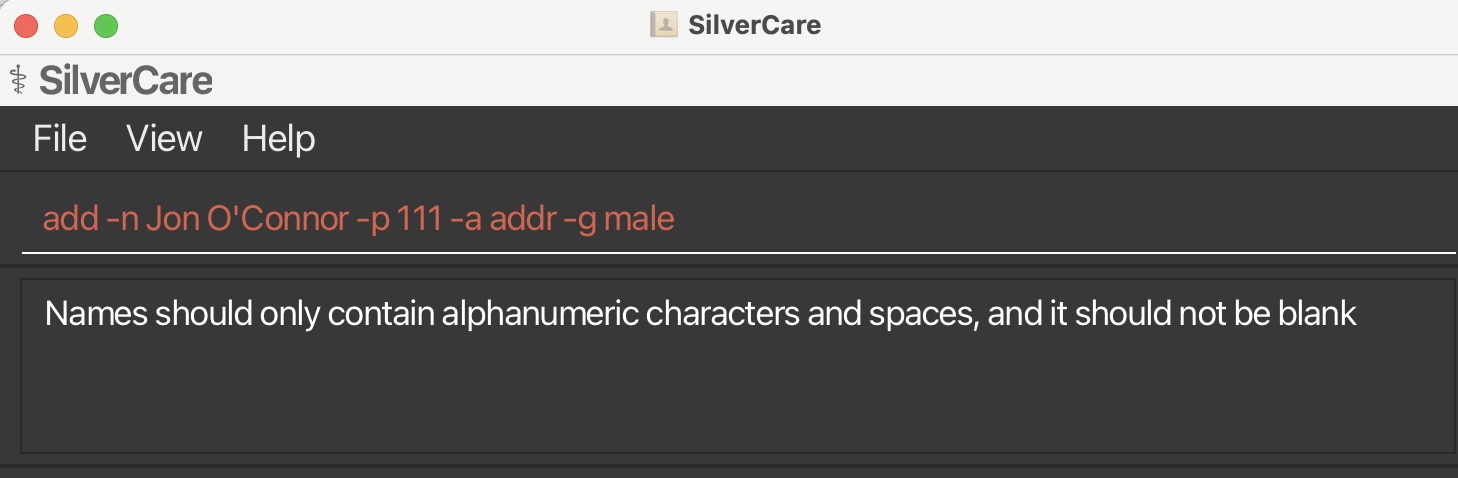 SilverCare
⚕ SilverCare
File View Help
add -n Jon O'Connor -p 111 -a addr -g male
Names should only contain alphanumeric characters and spaces, and it should not be blank